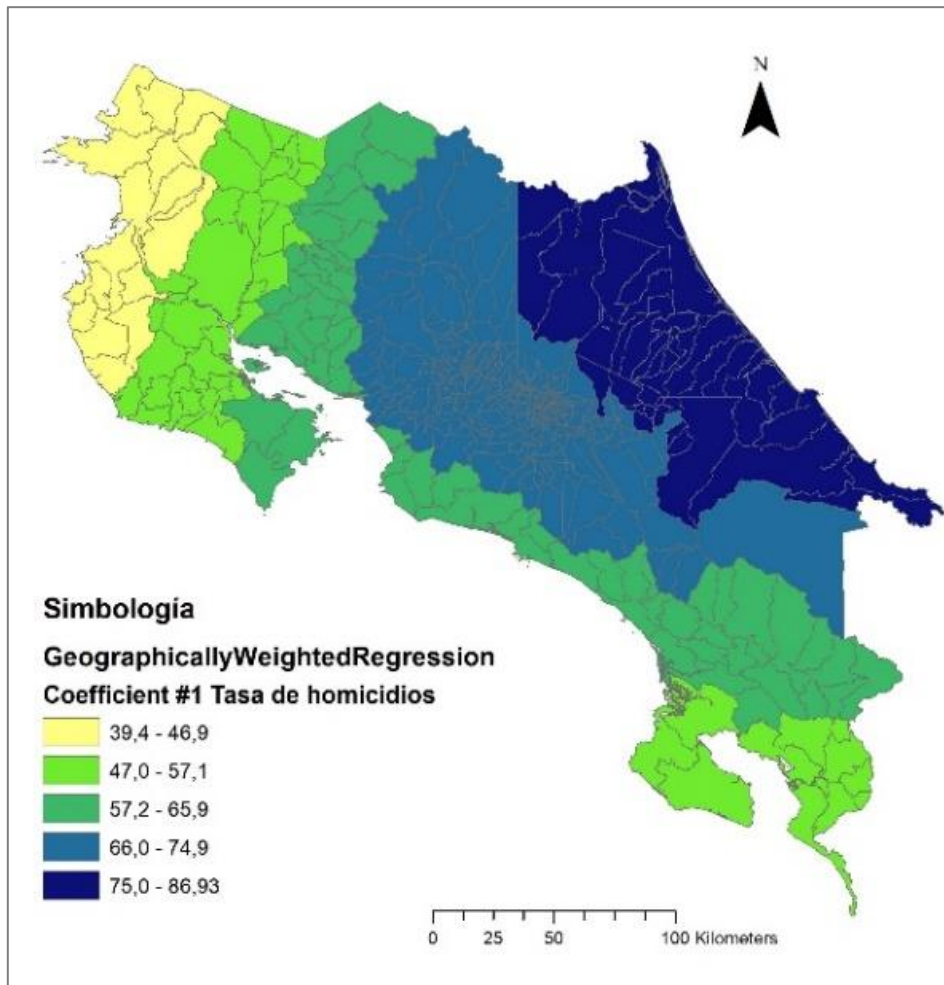 N
Simbología
GeographicallyWeightedRegression
Coefficient #1 Tasa de homicidios
39,4 - 46,9
47,0 - 57,1
57,2 - 65,9
66,0 - 74,9
75,0 - 86,93
0 25 50 100 Kilometers